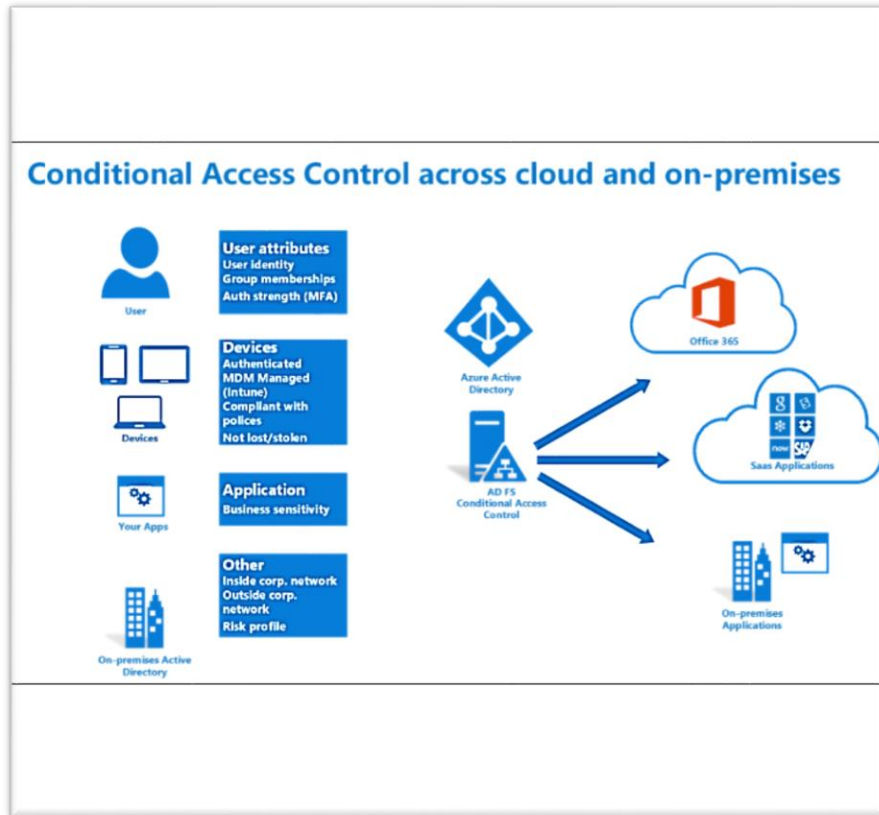 Conditional Access Control across cloud and on-premises
User
User attributes
User identity
Group memberships
Auth strength (MFA)
Devices
Devices
Authenticated
MDM Managed
(Intune)
Compliant with
polices
Not lost/stolen
Your Apps
Application
Business sensitivity
On-premises Active
Directory
Other
Inside corp. network
Outside corp.
network
Risk profile
Azure Active
Directory
AD FS
Conditional Access
Control
Office 365
g
now
SAP
Saas Applications
On-premises
Applications